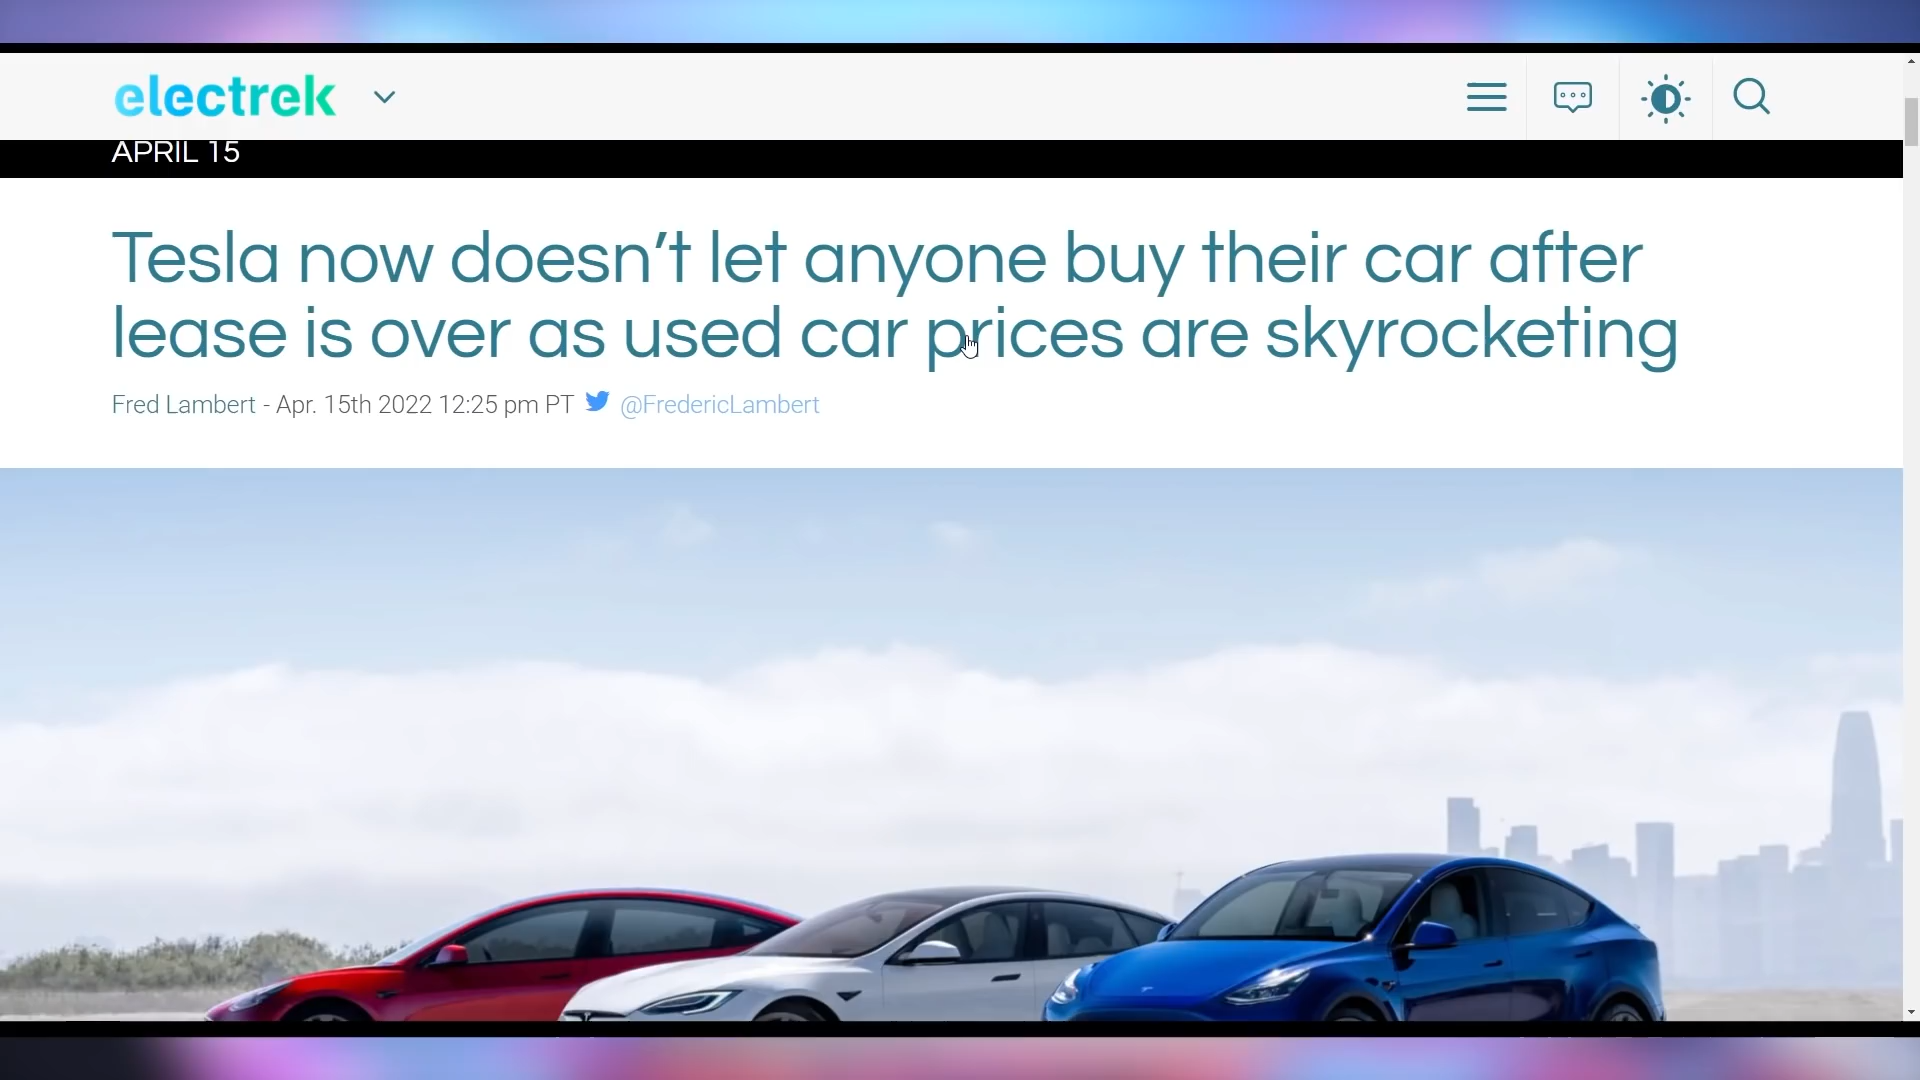 electrek
APRIL 15
Tesla now doesn’t let anyone buy their car after
lease is over as used car prices are skyrocketing
Fred Lambert - Apr. 15th 2022 12:25 pm PT @FredericLambert